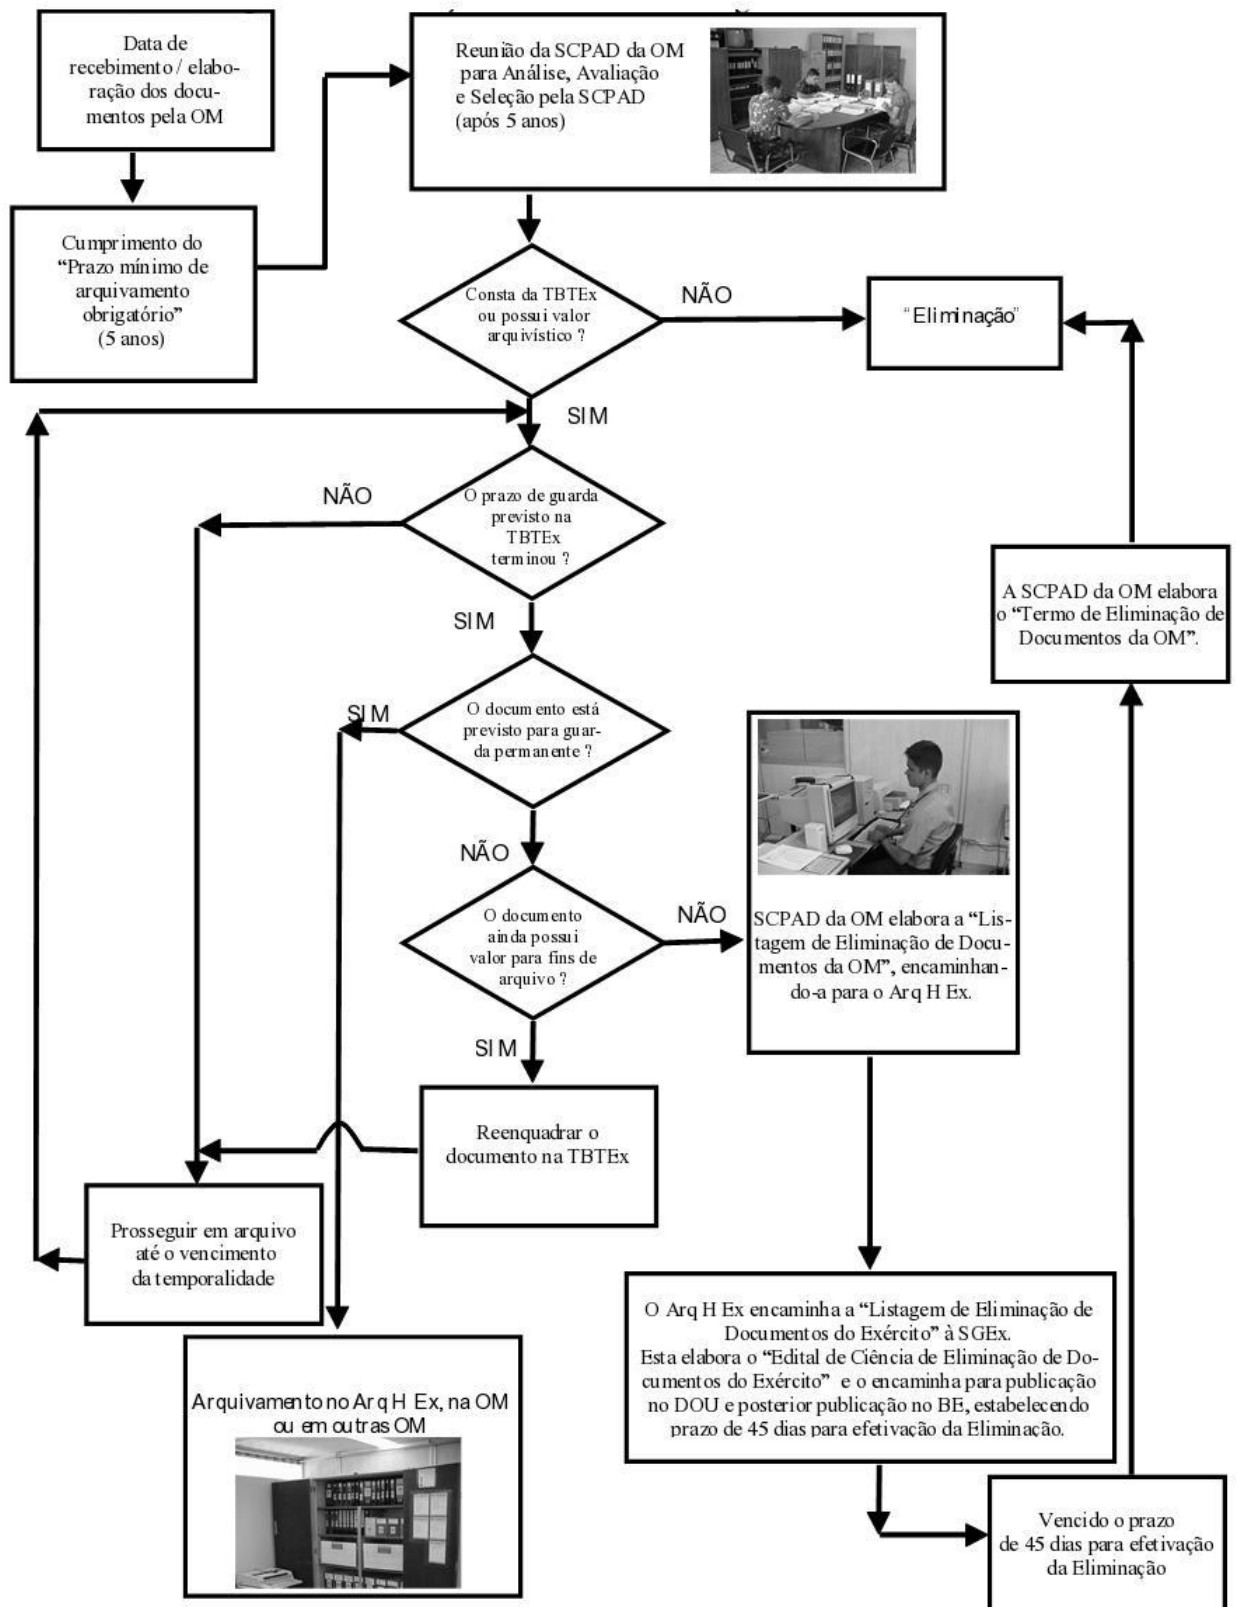 Data de
recebimento / elabo-
ração dos docu-
mentos pela OM
Reunião da SCPAD da OM
para Análise, Avaliação
e Seleção pela SCPAD
(após 5 anos)
Cumprimento do
“Prazo mínimo de
arquivamento
obrigatório”
(5 anos)
Consta da TBTEx
ou possui valor
arquivístico ?
NÃO
“Eliminação”
SIM
NÃO
O prazo de guarda
previsto na
TBTEx
terminou ?
SIM
A SCPAD da OM elabora
o “Termo de Eliminação de
Documentos da OM”.
SIM
O documento está
previsto para guar-
da permanente ?
NÃO
O documento
ainda possui
valor para fins de
arquivo ?
NÃO
SCPAD da OM elabora a “Lis-
tagem de Eliminação de Docu-
mentos da OM”, encaminhan-
do-a para o Arq H Ex.
SIM
Reenquadrar o
documento na TBTEx
Prosseguir em arquivo
até o vencimento
da temporalidade
O Arq H Ex encaminha a “Listagem de Eliminação de
Documentos do Exército” à SGEx.
Esta elabora o “Edital de Ciência de Eliminação de Do-
cumentos do Exército” e o encaminha para publicação
no DOU e posterior publicação no BE, estabelecendo
prazo de 45 dias para efetivação da Eliminação.
Arquivamento no Arq H Ex, na OM
ou em outras OM
Vencido o prazo
de 45 dias para efetivação
da Eliminação